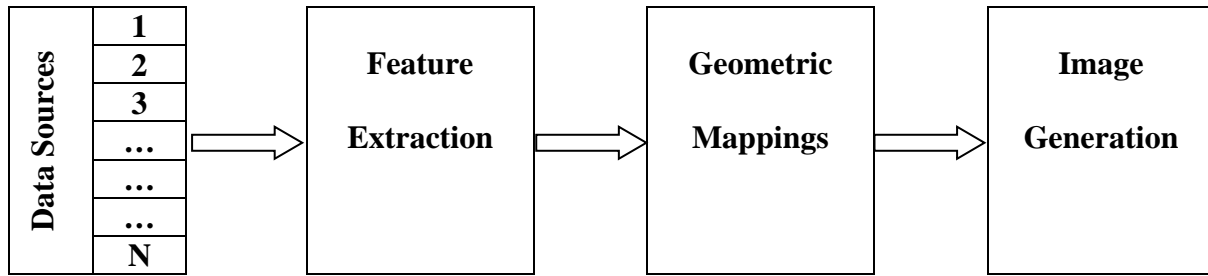 Data Sources
1
2
3
…
…
…
N
Feature
Extraction
Geometric
Mappings
Image
Generation